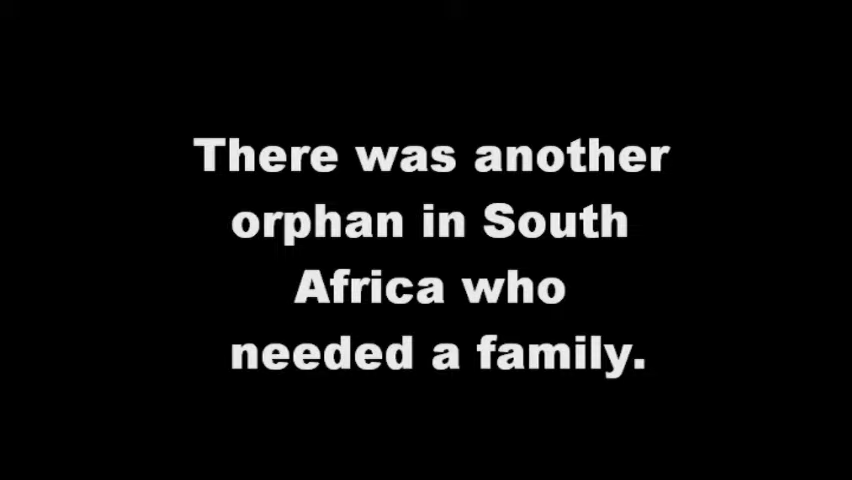 There was another
orphan in South
Africa who
needed a family.